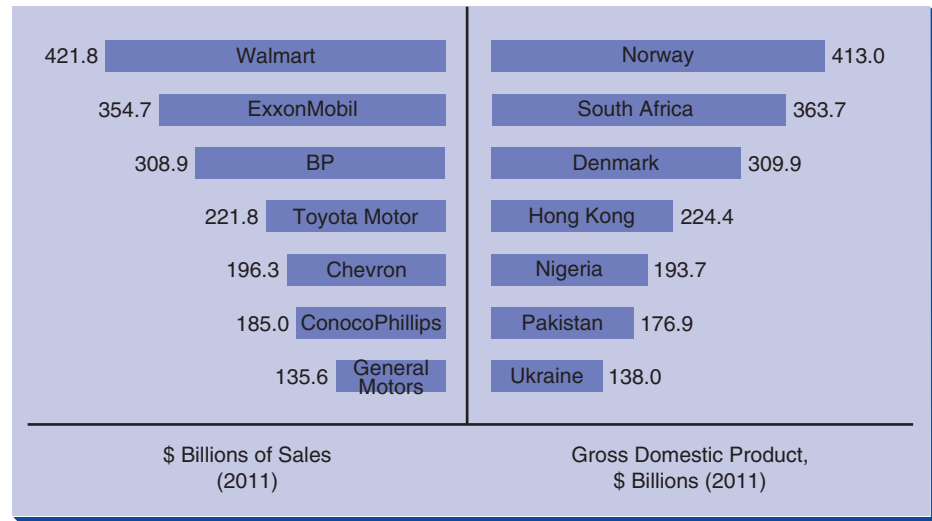 421.8 Walmart
Norway 413.0
354.7 ExxonMobil
South Africa 363.7
308.9 BP
Denmark 309.9
221.8 Toyota Motor
Hong Kong 224.4
196.3 Chevron
Nigeria 193.7
185.0 ConocoPhillips
Pakistan 176.9
135.6 General
Motors
Ukraine 138.0
$ Billions of Sales
(2011)
Gross Domestic Product,
$ Billions (2011)